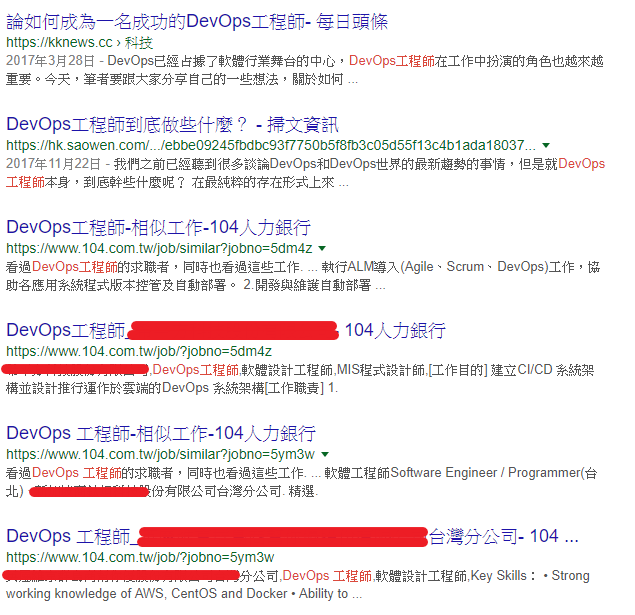 論如何成為一名成功的DevOps工程師- 每日頭條
https://kknews.cc › 科技
2017年3月28日 - DevOps已經占據了軟體行業舞台的中心，DevOps工程師在工作中扮演的角色也越來越
重要。今天，筆者要跟大家分享自己的一些想法，關於如何 ...
DevOps工程師到底做些什麼？ - 掃文資訊
https://hk.saowen.com/.../ebbe09245fbdbc93f7750b5f8fb3c05d55f13c4b1ada18037...
2017年11月22日 - 我們之前已經聽到很多談論DevOps和DevOps世界的最新趨勢的事情，但是就DevOps
工程師本身，到底幹些什麼呢？ 在最純粹的存在形式上來 ...
DevOps工程師-相似工作-104人力銀行
https://www.104.com.tw/job/similar?jobno=5dm4z
看過DevOps工程師的求職者，同時也看過這些工作. ... 執行ALM導入(Agile、Scrum、DevOps)工作，協
助各應用系統程式版本控管及自動部署。 2.開發與維護自動部署 ...
DevOps工程師_ 104人力銀行
https://www.104.com.tw/job/?jobno=5dm4z
,DevOps工程師,軟體設計工程師,MIS程式設計師,[工作目的] 建立CI/CD 系統架
構並設計推行運作於雲端的DevOps 系統架構[工作職責] 1.
DevOps 工程師-相似工作-104人力銀行
https://www.104.com.tw/job/similar?jobno=5ym3w
看過DevOps 工程師的求職者，同時也看過這些工作. ... 軟體工程師Software Engineer / Programmer(台
北) 股份有限公司台灣分公司. 精選.
DevOps 工程師_ 台灣分公司- 104 ...
https://www.104.com.tw/job/?jobno=5ym3w
分公司,DevOps 工程師,軟體設計工程師,Key Skills： • Strong
working knowledge of AWS, CentOS and Docker • Ability to ...